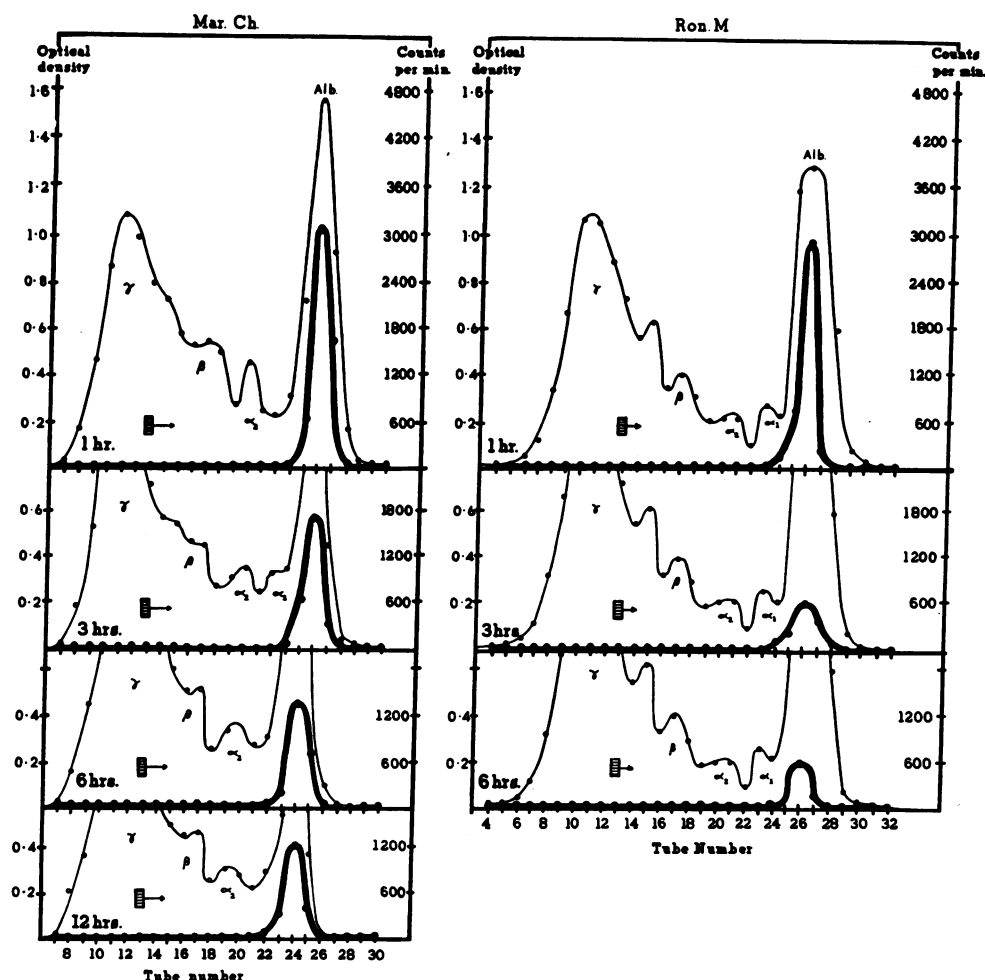 Mar. Ch.
Optical density
Counts per min.
1·6
1·4
1·2
1·0
0·8
0·6
0·4
0·2
4800
4200
3600
3000
2400
1800
1200
600
Alb.
γ
β
α₂
1 hr.
0·6
0·4
0·2
1800
1200
600
γ
β
α₂
α₂
3 hrs.
0·4
0·2
1200
600
γ
β
α₂
6 hrs.
0·4
0·2
1200
600
γ
β
α₂
12 hrs.
8 10 12 14 16 18 20 22 24 26 28 30
Tube number
Ron. M
Optical density
Counts per min.
1·6
1·4
1·2
1·0
0·8
0·6
0·4
0·2
4800
4200
3600
3000
2400
1800
1200
600
Alb.
γ
β
α₂
α₁
1 hr.
0·6
0·4
0·2
1800
1200
600
γ
β
α₂
α₁
3 hrs.
0·4
0·2
1200
600
γ
β
α₂
α₁
6 hrs.
4 6 8 10 12 14 16 18 20 22 24 26 28 30 32
Tube Number